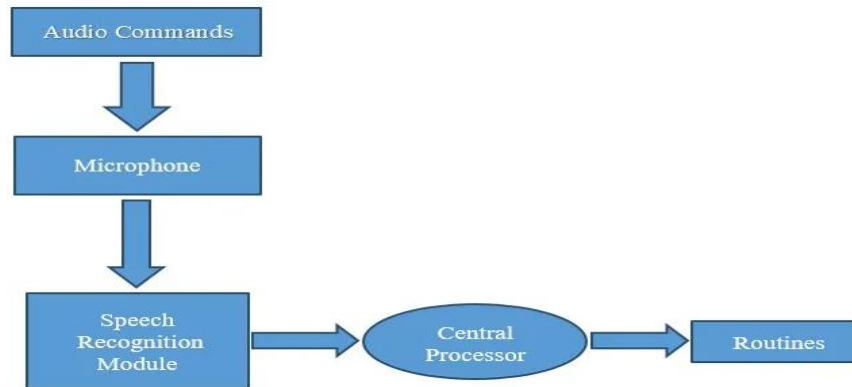 Audio Commands
Microphone
Speech
Recognition
Module
Central
Processor
Routines